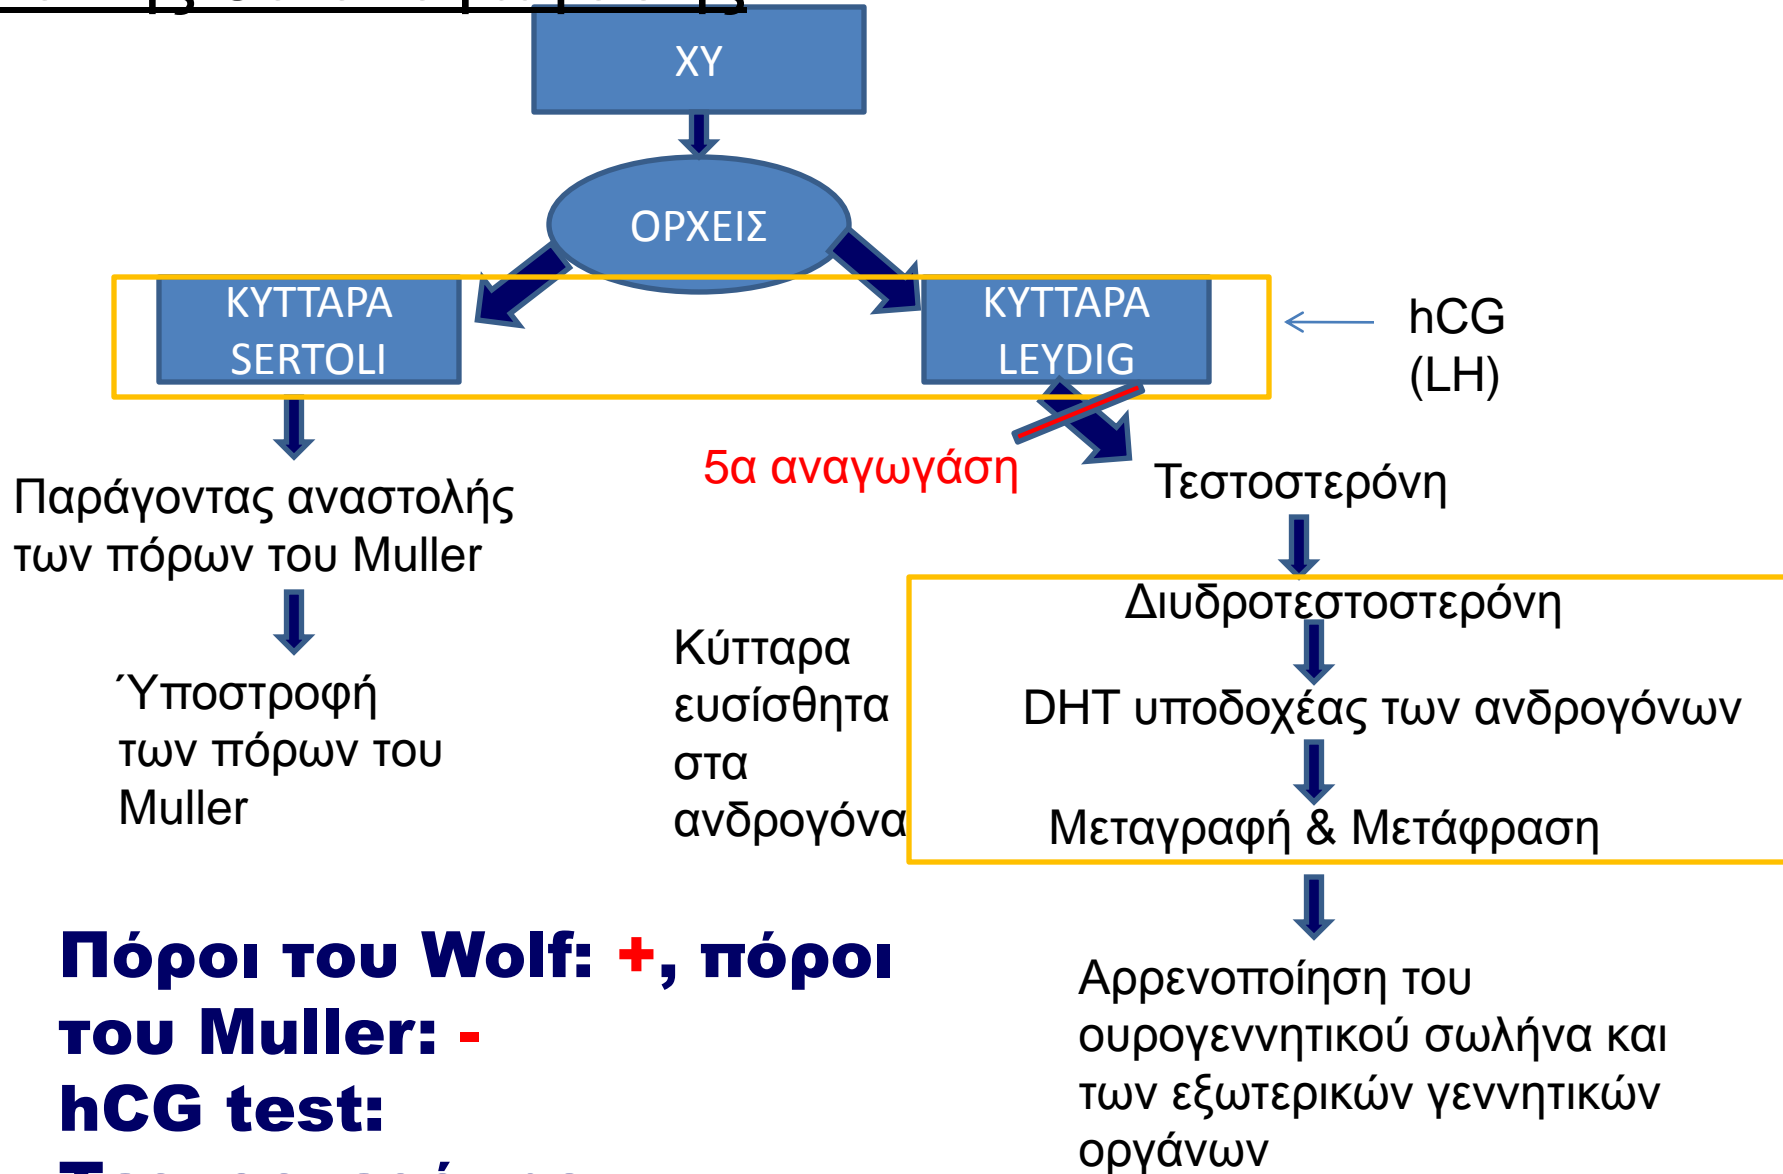 XY
ΟΡΧΕΙΣ
ΚΥΤΤΑΡΑ
SERTOLI
ΚΥΤΤΑΡΑ
LEYDIG
hCG
(LH)
5α αναγωγάση
Τεστοστερόνη
Παράγοντας αναστολής
των πόρων του Muller
Διυδροτεστοστερόνη
Κύτταρα
ευσίσθητα
στα
ανδρογόνα
DHT υποδοχέας των ανδρογόνων
Μεταγραφή & Μετάφραση
Ύποστροφή
των πόρων του
Muller
Πόροι του Wolf: +, πόροι
του Muller: -
hCG test:
Αρρενοποίηση του
ουρογεννητικού σωλήνα και
των εξωτερικών γεννητικών
οργάνων